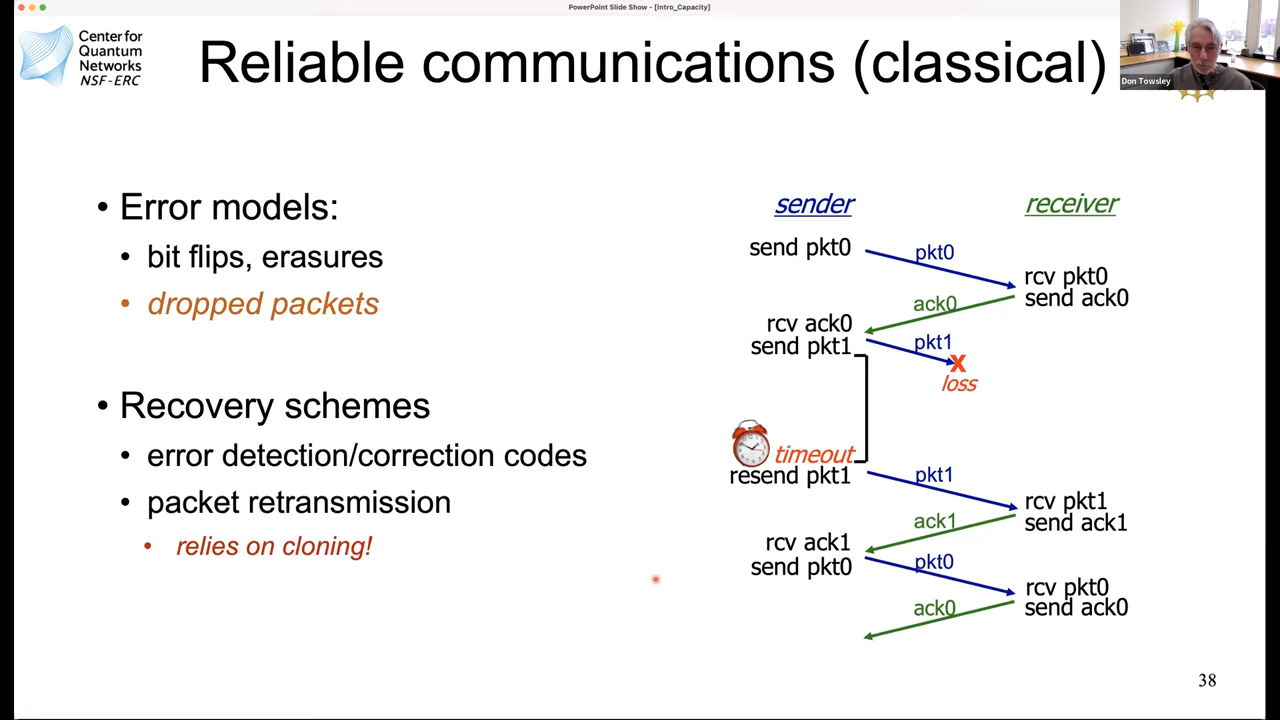 PowerPoint Slide Show - [Intro_Capacity]
Center for
Quantum
Networks
NSF-ERC
Reliable communications (classical)
Don Towsley
• Error models:
• bit flips, erasures
• dropped packets
• Recovery schemes
• error detection/correction codes
• packet retransmission
• relies on cloning!
sender
receiver
send pkt0
pkt0
rcv pkt0
send ack0
ack0
rcv ack0
send pkt1
pkt1
X
loss
timeout
resend pkt1
pkt1
rcv pkt1
send ack1
ack1
rcv ack1
send pkt0
pkt0
rcv pkt0
send ack0
ack0
38